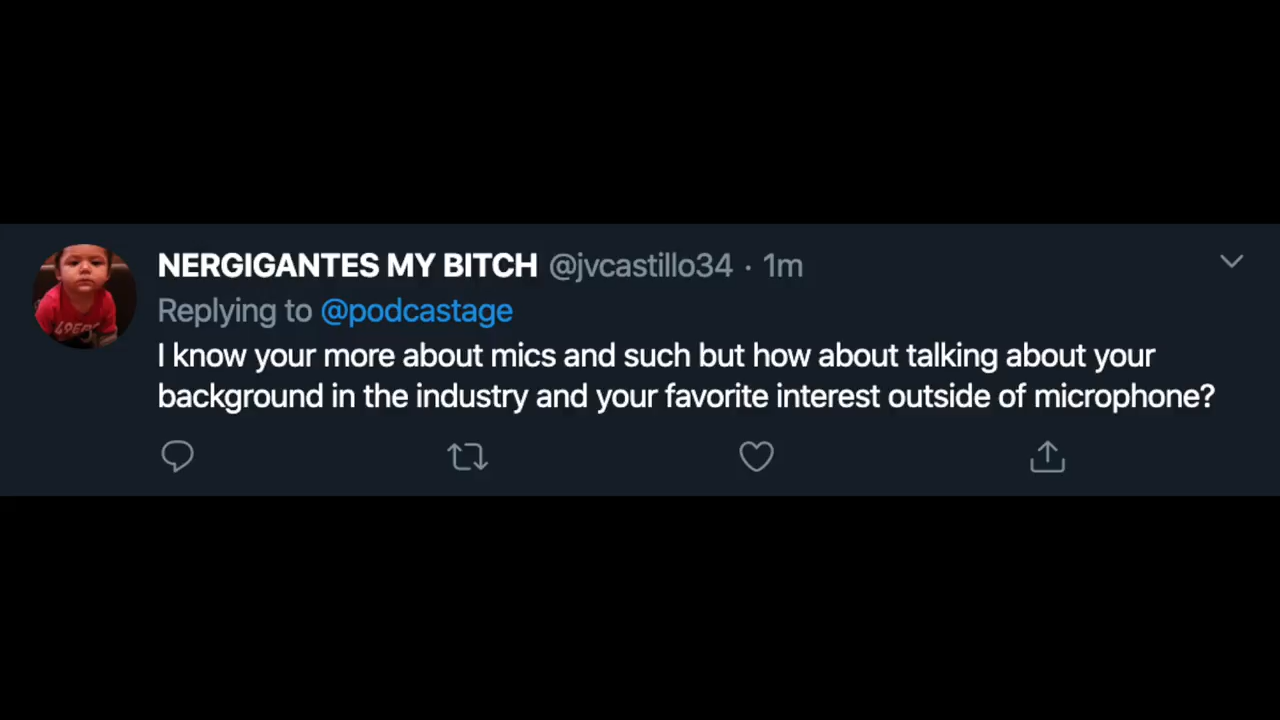 NERGIGANTES MY BITCH @jvcastillo34 · 1m
Replying to @podcastage
I know your more about mics and such but how about talking about your
background in the industry and your favorite interest outside of microphone?
49ERS